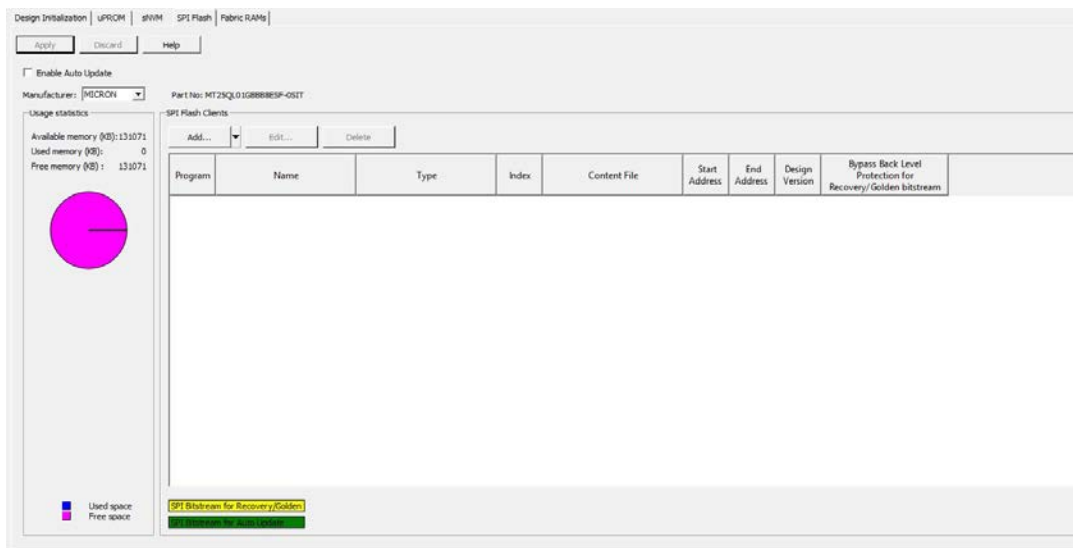 Design Initialization uPROM sNVM SPI Flash Fabric RAMs
Apply Discard Help
Enable Auto Update
Manufacturer: MICRON Part No: MT25QL01GBBB8ESF-0SIT
Usage statistics
SPI Flash Clients
Available memory (KB): 131071
Used memory (KB): 0
Free memory (KB) : 131071
Add... Edit... Delete
Program Name Type Index Content File
Start
Address
End
Address
Design
Version
Bypass Back Level
Protection for
Recovery/Golden bitstream
Used space
Free space
SPI Bitstream for Recovery/Golden
SPI Bitstream for Auto Update